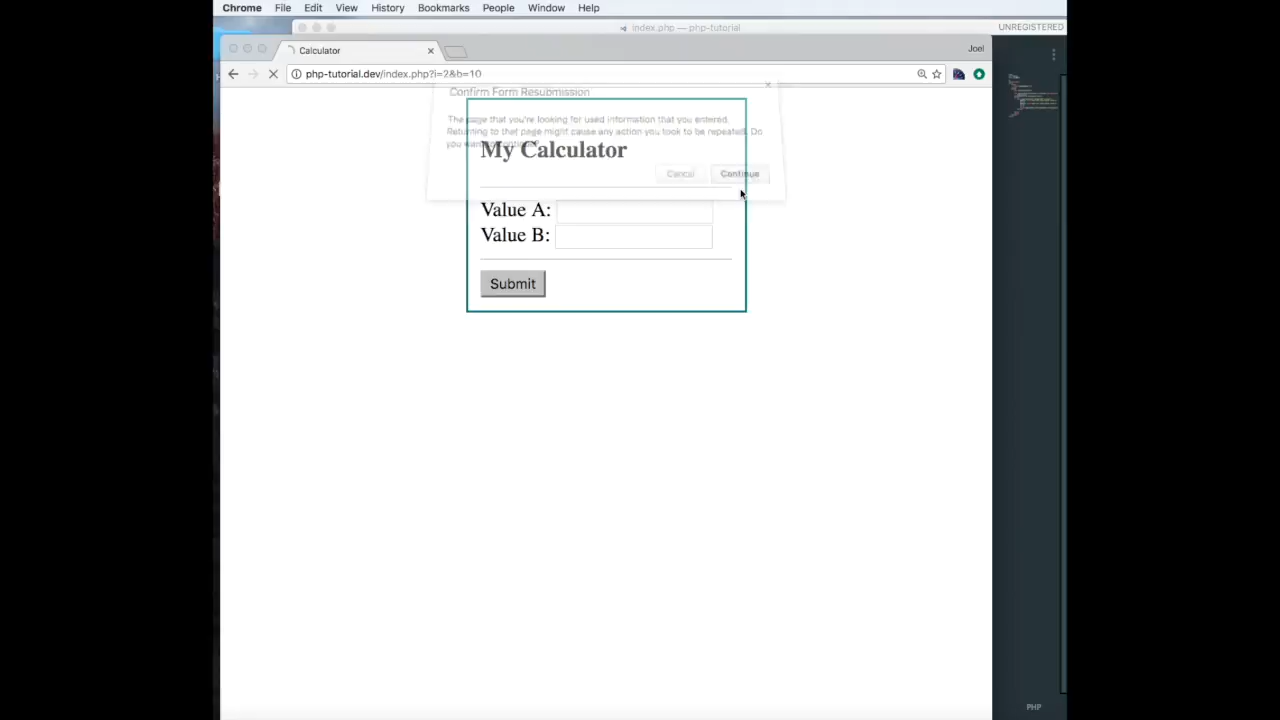 Chrome File Edit View History Bookmarks People Window Help
index.php — php-tutorial UNREGISTERED
Calculator Joel
php-tutorial.dev/index.php?i=2&b=10
Confirm Form Resubmission
The page that you're looking for used information that you entered.
Returning to that page might cause any action you took to be repeated. Do
you want to
My Calculator
Cancel Continue
Value A:
Value B:
Submit
PHP